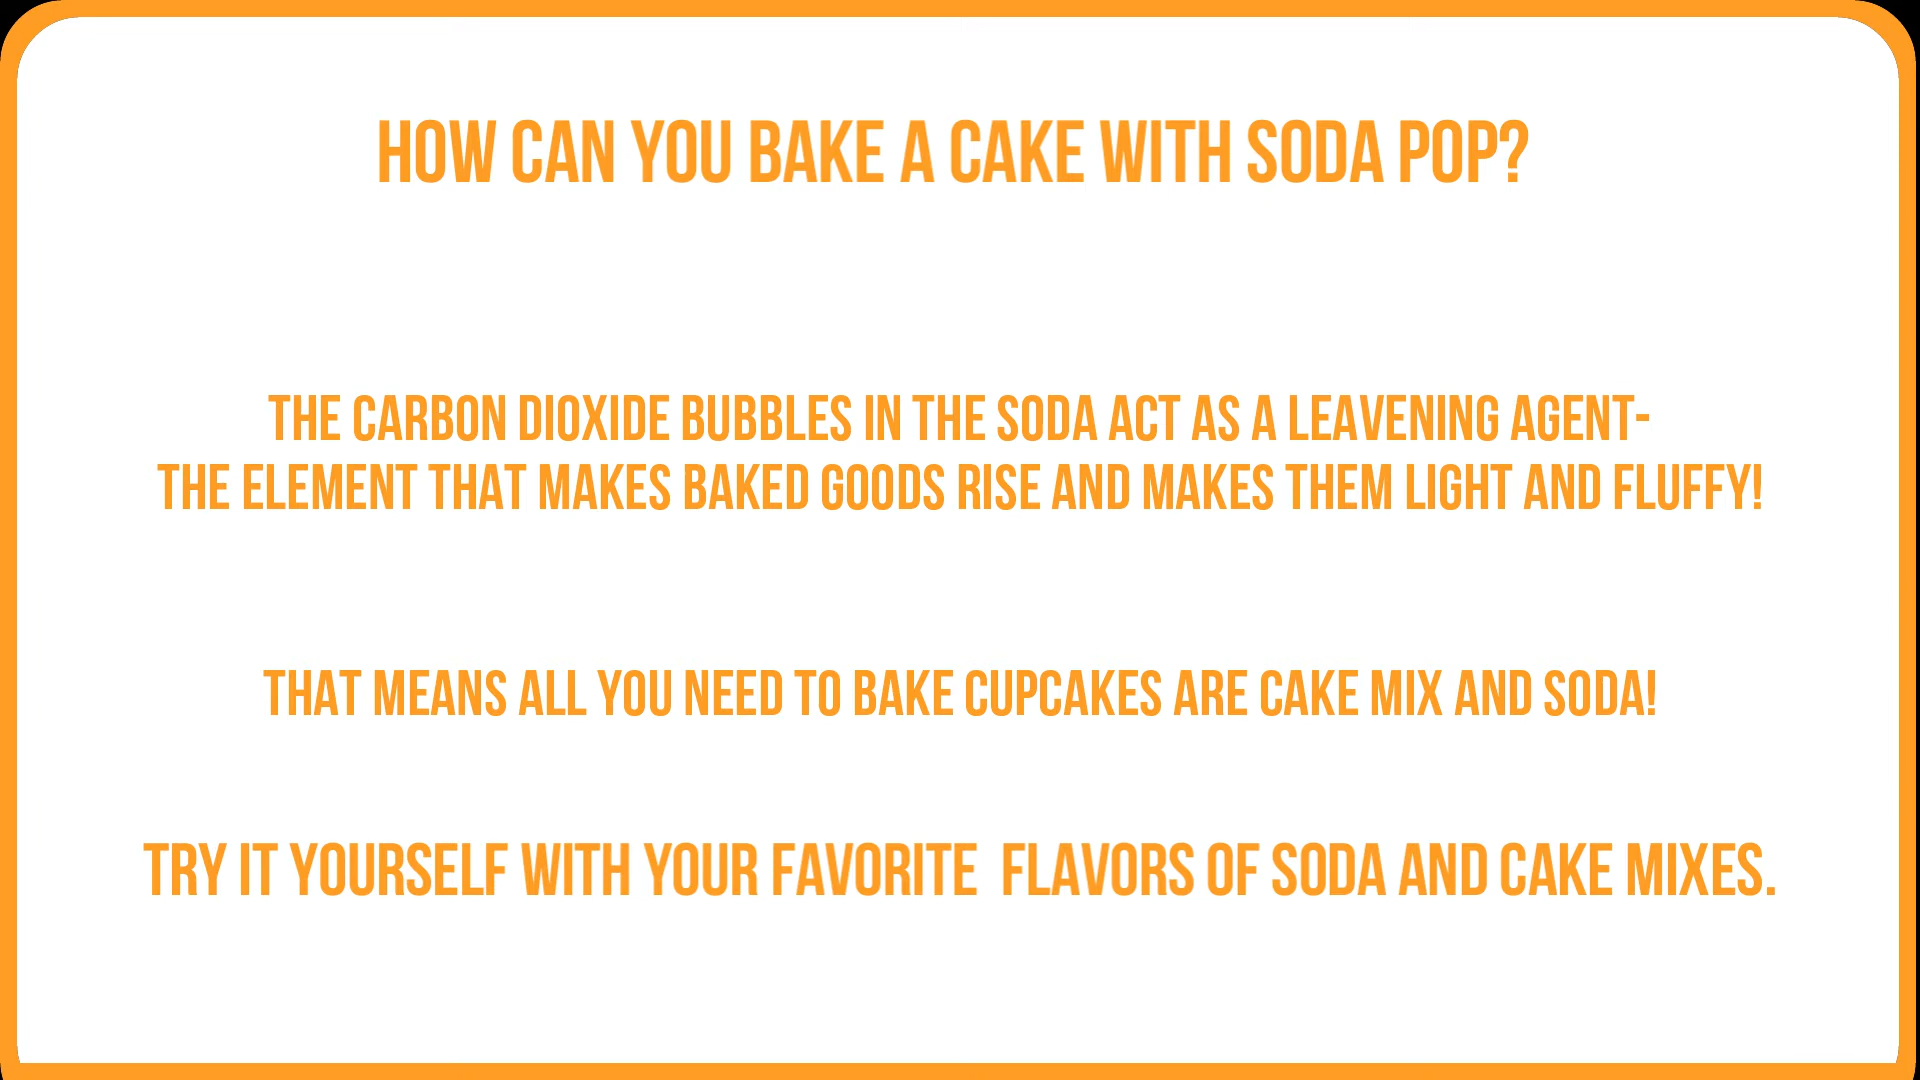 HOW CAN YOU BAKE A CAKE WITH SODA POP?
THE CARBON DIOXIDE BUBBLES IN THE SODA ACT AS A LEAVENING AGENT-
THE ELEMENT THAT MAKES BAKED GOODS RISE AND MAKES THEM LIGHT AND FLUFFY!
THAT MEANS ALL YOU NEED TO BAKE CUPCAKES ARE CAKE MIX AND SODA!
TRY IT YOURSELF WITH YOUR FAVORITE  FLAVORS OF SODA AND CAKE MIXES.